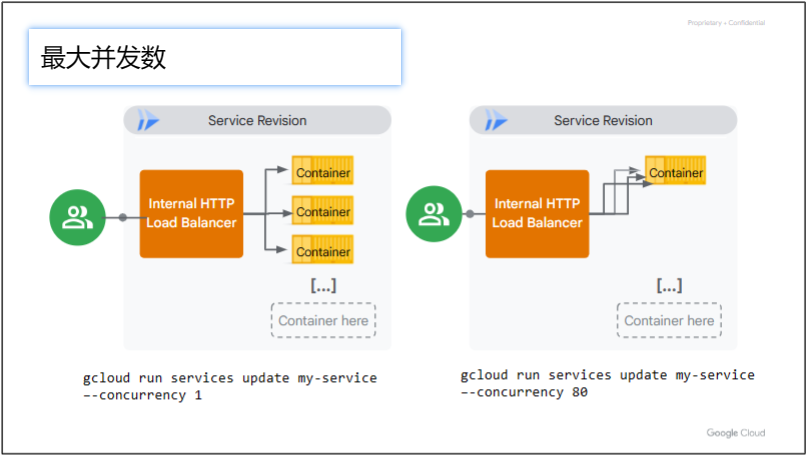 Proprietary + Confidential
最大并发数
Service Revision
Internal HTTP
Load Balancer
Container
Container
Container
[...]
Container here
gcloud run services update my-service
--concurrency 1
Service Revision
Internal HTTP
Load Balancer
Container
[...]
Container here
gcloud run services update my-service
--concurrency 80
Google Cloud